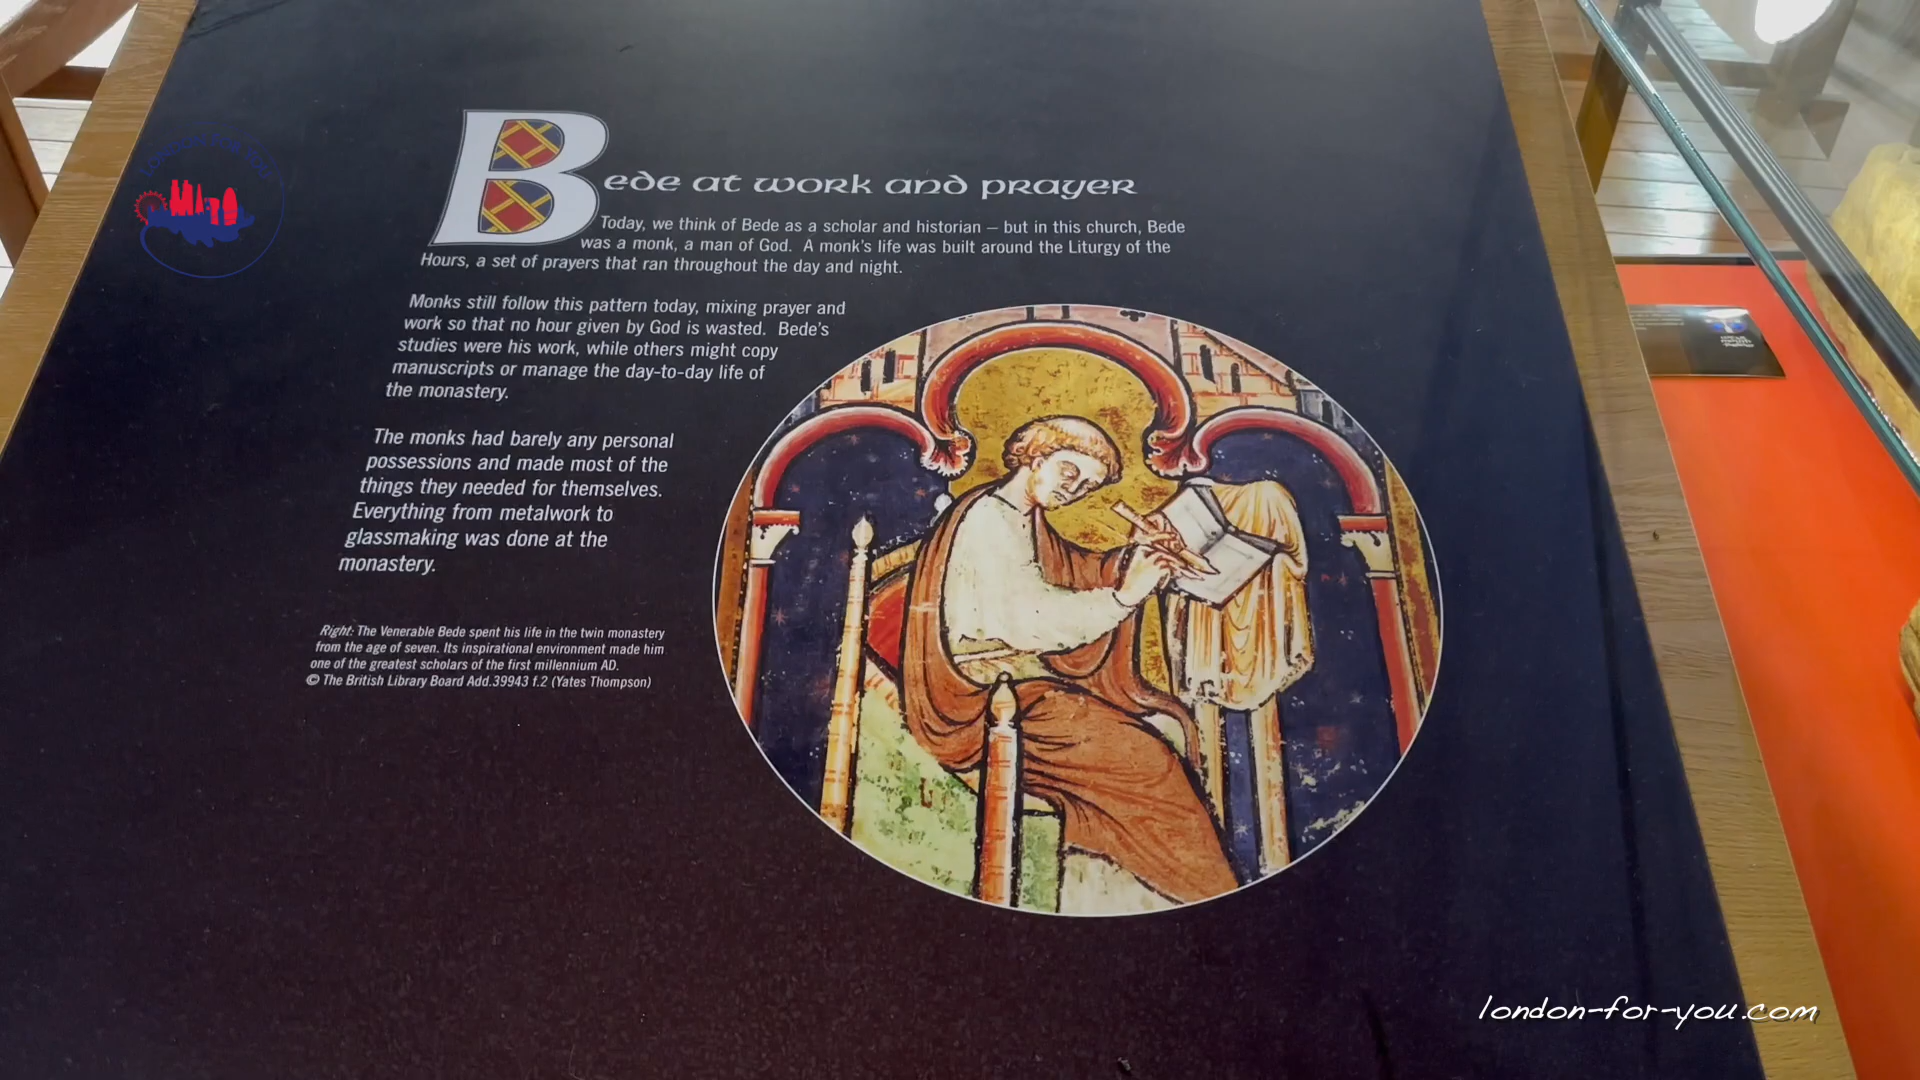 Bede at work and prayer
Today, we think of Bede as a scholar and historian – but in this church, Bede
was a monk, a man of God. A monk's life was built around the Liturgy of the
Hours, a set of prayers that ran throughout the day and night.
Monks still follow this pattern today, mixing prayer and
work so that no hour given by God is wasted. Bede's
studies were his work, while others might copy
manuscripts or manage the day-to-day life of
the monastery.
The monks had barely any personal
possessions and made most of the
things they needed for themselves.
Everything from metalwork to
glassmaking was done at the
monastery.
Right: The Venerable Bede spent his life in the twin monastery
from the age of seven. Its inspirational environment made him
one of the greatest scholars of the first millennium AD.
© The British Library Board Add.39943 f.2 (Yates Thompson)
LONDON FOR YOU
london-for-you.com